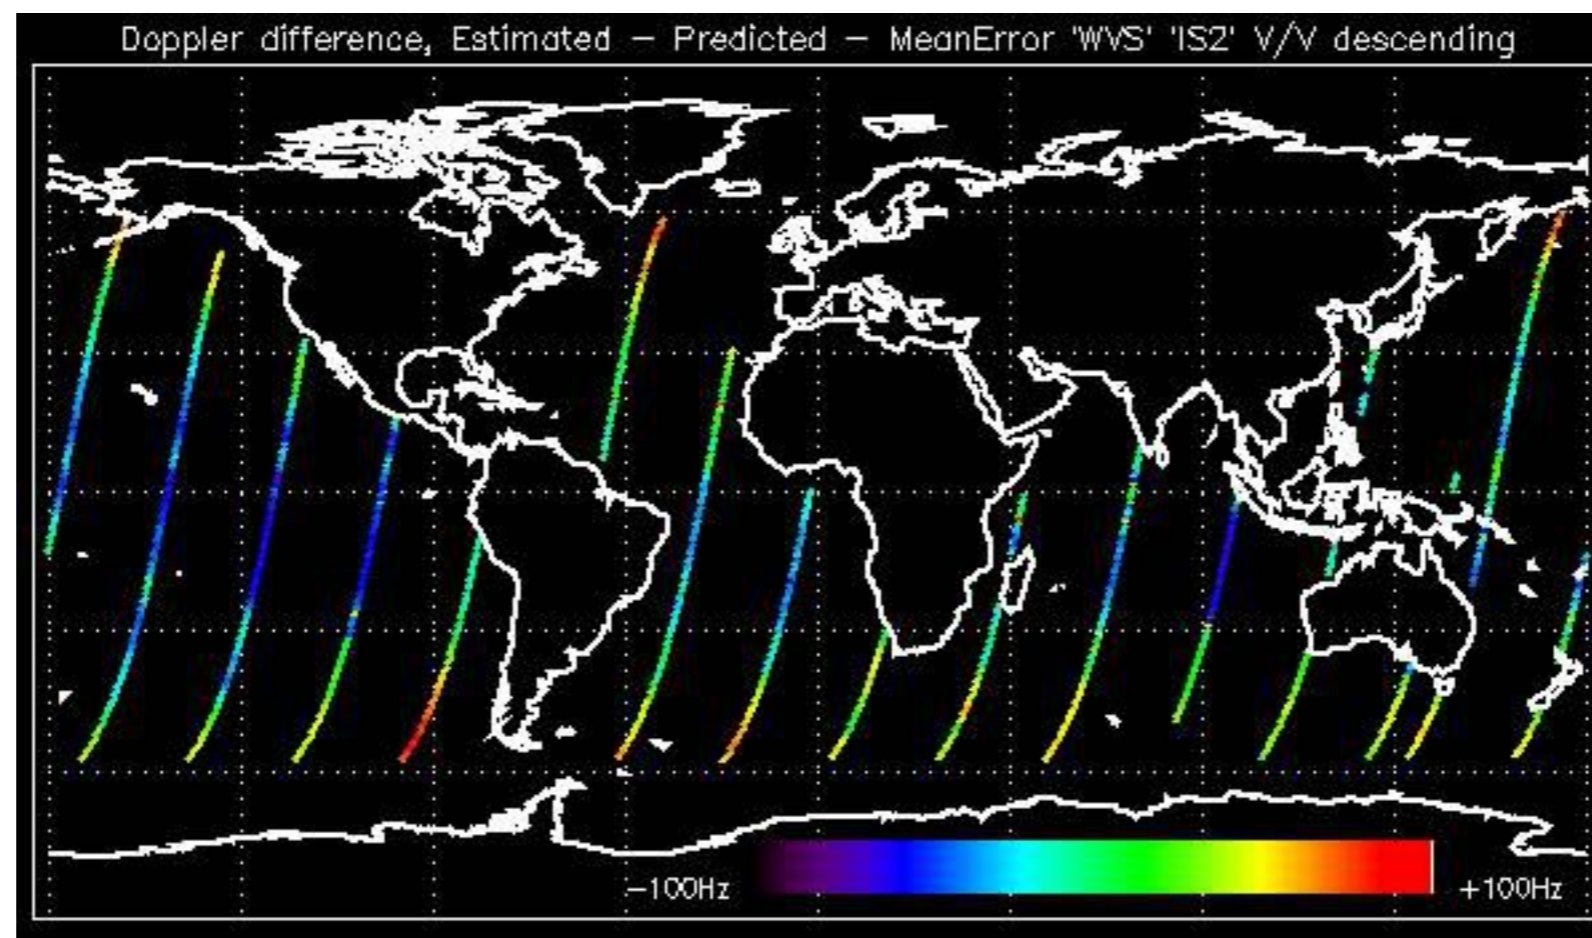 Doppler difference, Estimated – Predicted – MeanError 'WVS' 'IS2' V/V descending
–100Hz
+100Hz